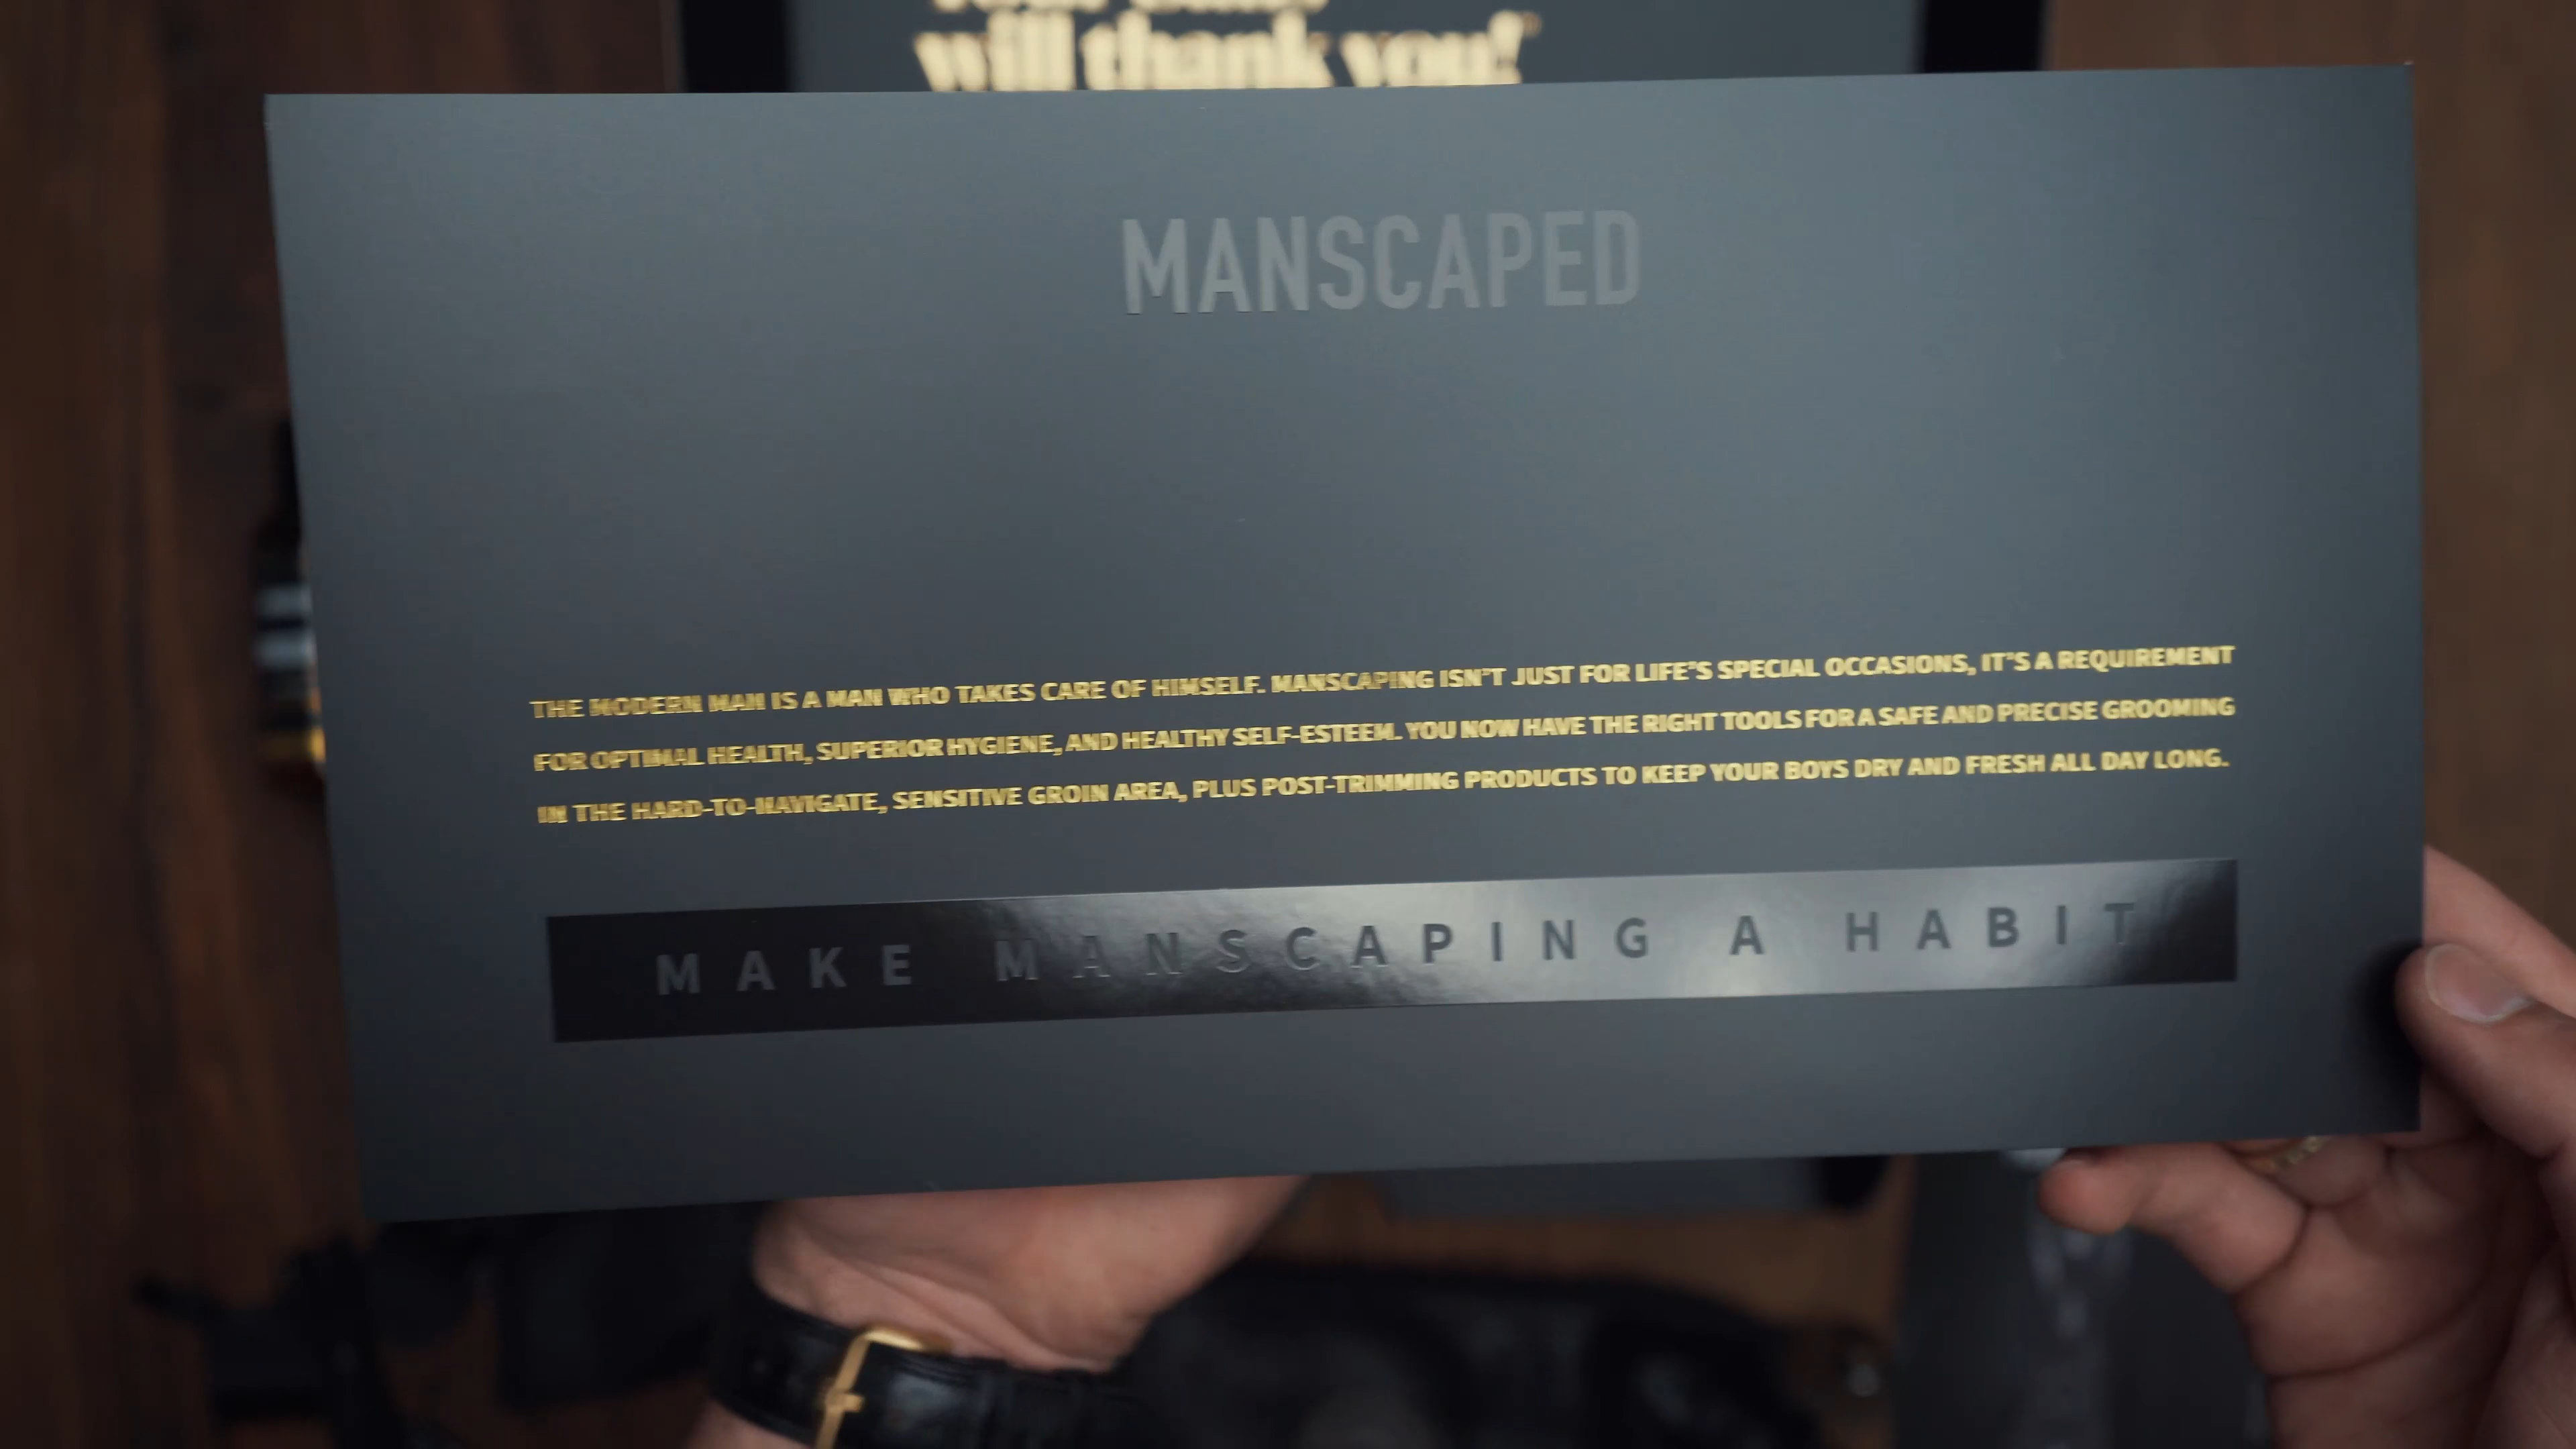 will thank you!
MANSCAPED
THE MODERN MAN IS A MAN WHO TAKES CARE OF HIMSELF. MANSCAPING ISN'T JUST FOR LIFE'S SPECIAL OCCASIONS, IT'S A REQUIREMENT
FOR OPTIMAL HEALTH, SUPERIOR HYGIENE, AND HEALTHY SELF-ESTEEM. YOU NOW HAVE THE RIGHT TOOLS FOR A SAFE AND PRECISE GROOMING
IN THE HARD-TO-NAVIGATE, SENSITIVE GROIN AREA, PLUS POST-TRIMMING PRODUCTS TO KEEP YOUR BOYS DRY AND FRESH ALL DAY LONG.
MAKE MANSCAPING A HABIT